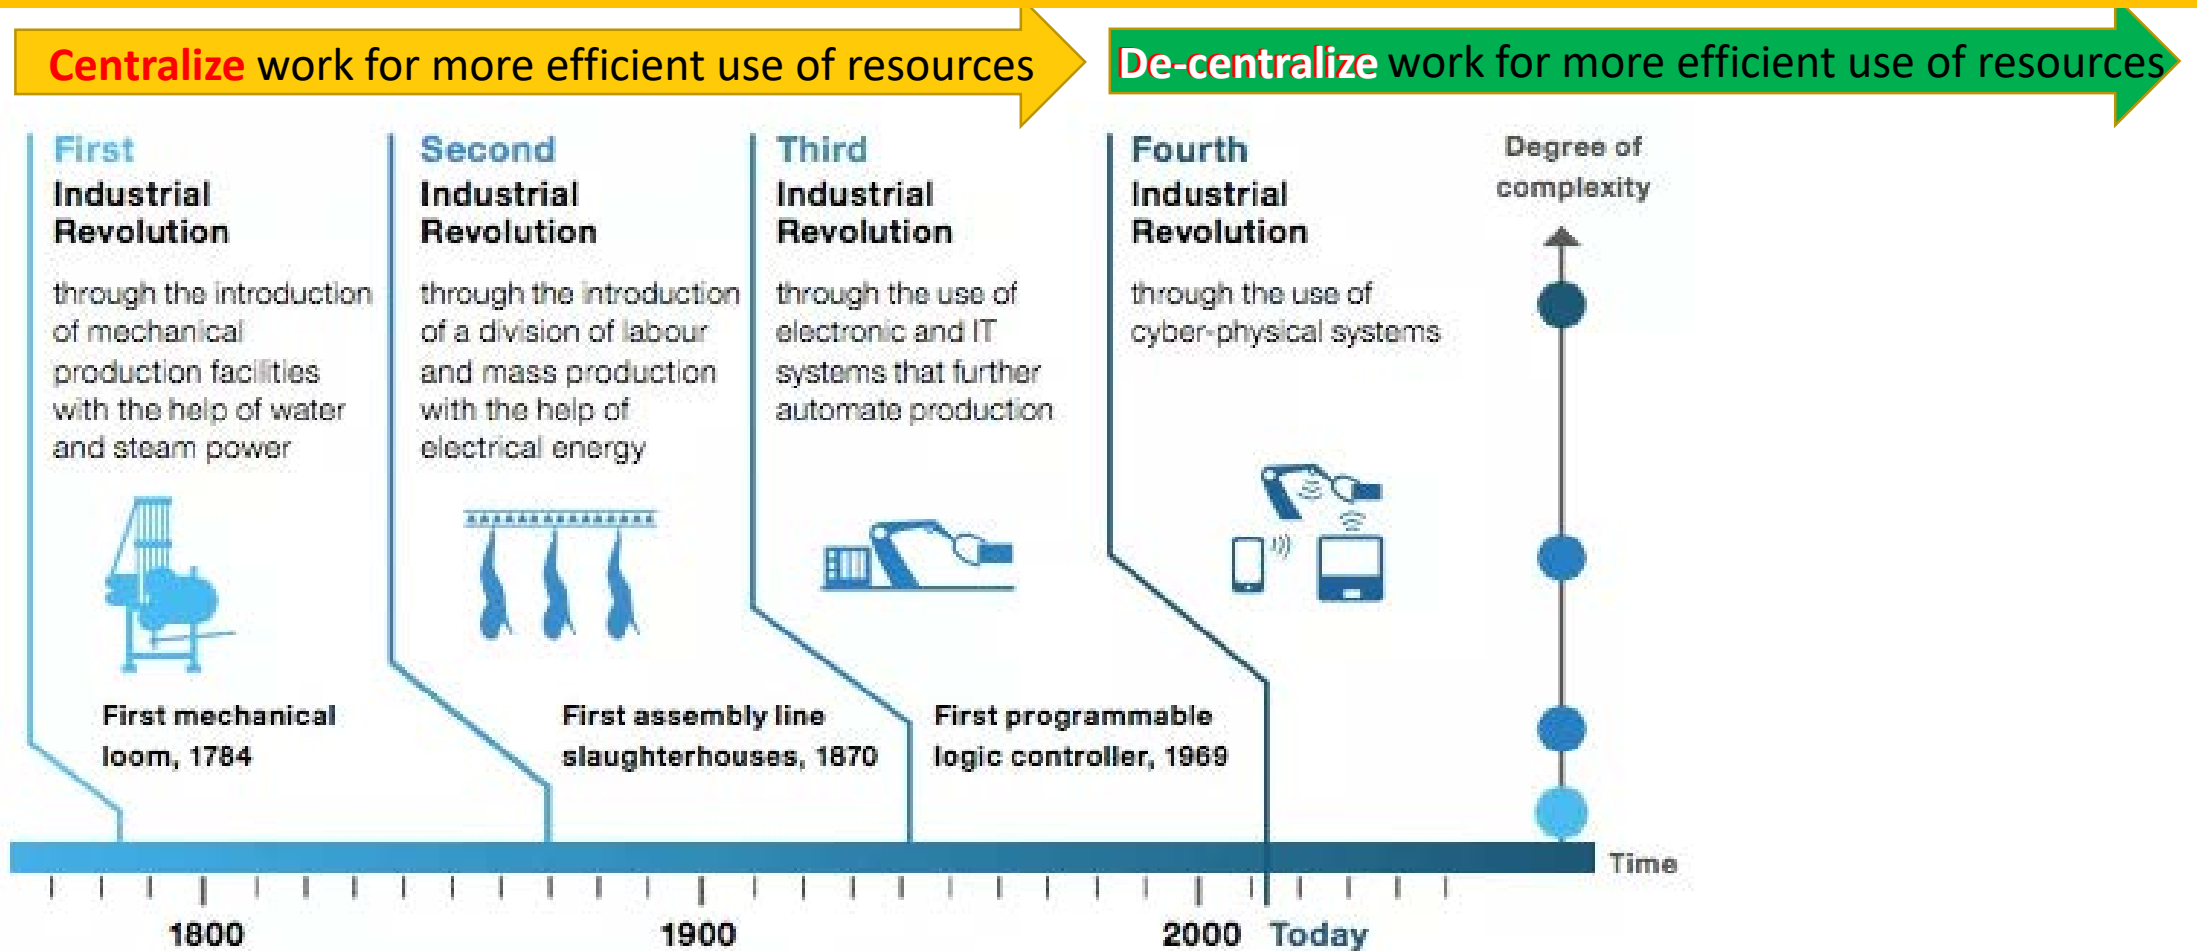 Centralize work for more efficient use of resources
De-centralize work for more efficient use of resources
First
Industrial
Revolution
through the introduction
of mechanical
production facilities
with the help of water
and steam power
First mechanical
loom, 1784
Second
Industrial
Revolution
through the introduction
of a division of labour
and mass production
with the help of
electrical energy
First assembly line
slaughterhouses, 1870
Third
Industrial
Revolution
through the use of
electronic and IT
systems that further
automate production
First programmable
logic controller, 1969
Fourth
Industrial
Revolution
through the use of
cyber-physical systems
Degree of
complexity
Time
1800
1900
2000
Today